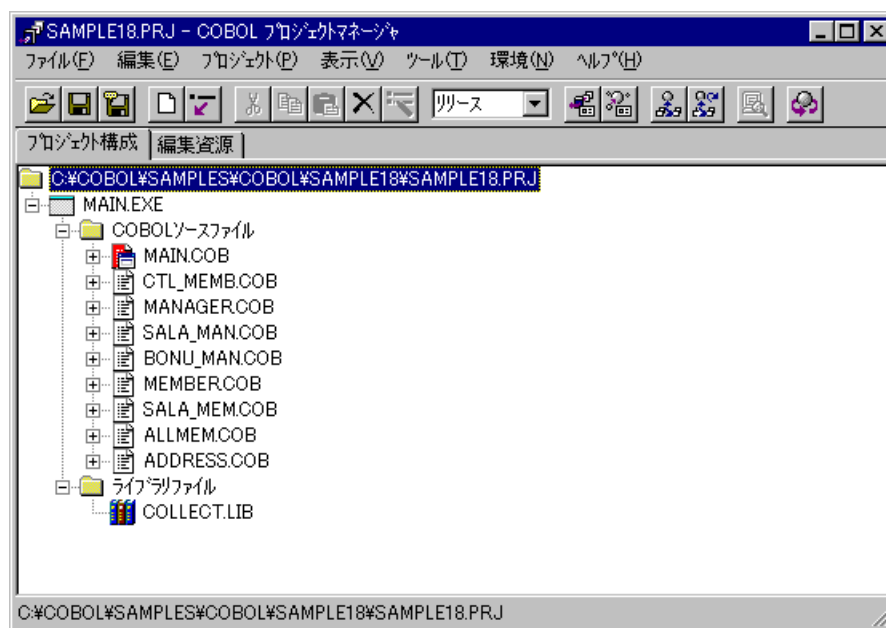 SAMPLE18.PRJ - COBOL ﾌﾟﾛｼﾞｪｸﾄﾏﾈｰｼﾞｬ
ﾌｧｲﾙ(F) 編集(E) ﾌﾟﾛｼﾞｪｸﾄ(P) 表示(V) ﾂｰﾙ(T) 環境(N) ﾍﾙﾌﾟ(H)
ﾘﾘｰｽ
ﾌﾟﾛｼﾞｪｸﾄ構成 編集資源
C:¥COBOL¥SAMPLES¥COBOL¥SAMPLE18¥SAMPLE18.PRJ
MAIN.EXE
COBOLｿｰｽﾌｧｲﾙ
MAIN.COB
CTL_MEMB.COB
MANAGER.COB
SALA_MAN.COB
BONU_MAN.COB
MEMBER.COB
SALA_MEM.COB
ALLMEM.COB
ADDRESS.COB
ﾗｲﾌﾞﾗﾘﾌｧｲﾙ
COLLECT.LIB
C:¥COBOL¥SAMPLES¥COBOL¥SAMPLE18¥SAMPLE18.PRJ